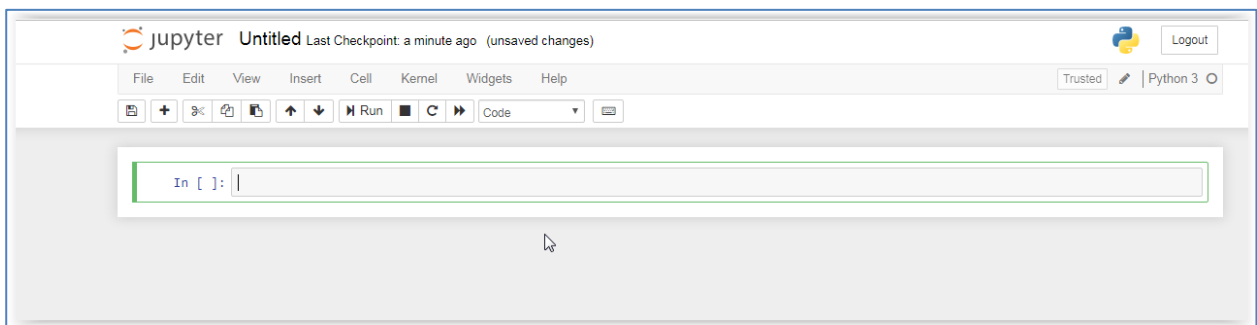 jupyter Untitled Last Checkpoint: a minute ago (unsaved changes) Logout
File Edit View Insert Cell Kernel Widgets Help Trusted Python 3
Run Code
In [ ]: